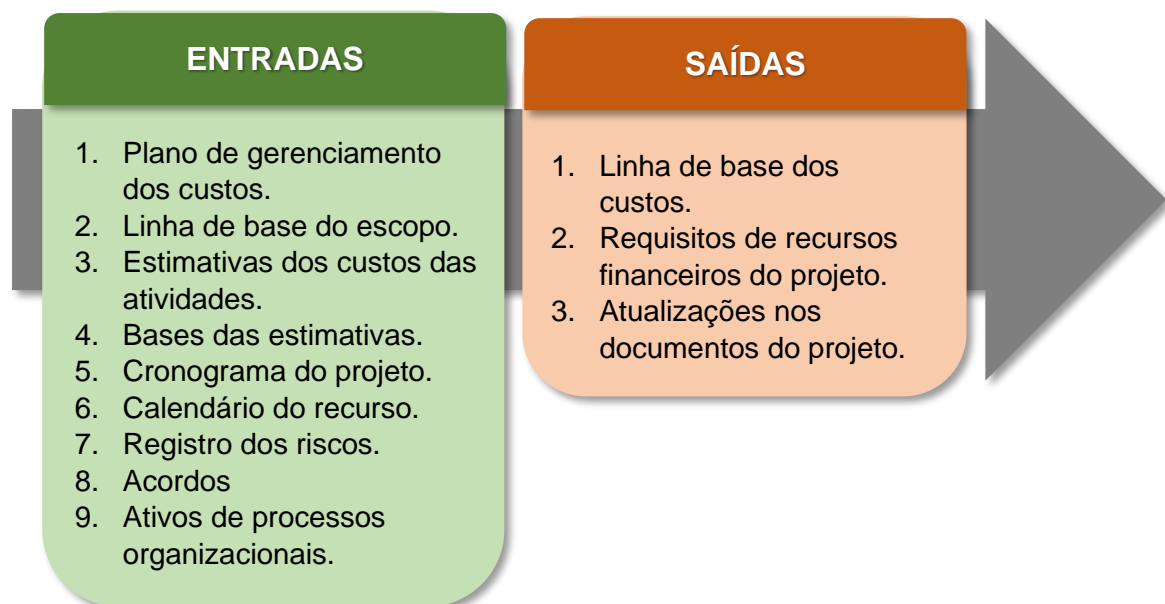 ENTRADAS
1. Plano de gerenciamento
dos custos.
2. Linha de base do escopo.
3. Estimativas dos custos das
atividades.
4. Bases das estimativas.
5. Cronograma do projeto.
6. Calendário do recurso.
7. Registro dos riscos.
8. Acordos
9. Ativos de processos
organizacionais.
SAÍDAS
1. Linha de base dos
custos.
2. Requisitos de recursos
financeiros do projeto.
3. Atualizações nos
documentos do projeto.